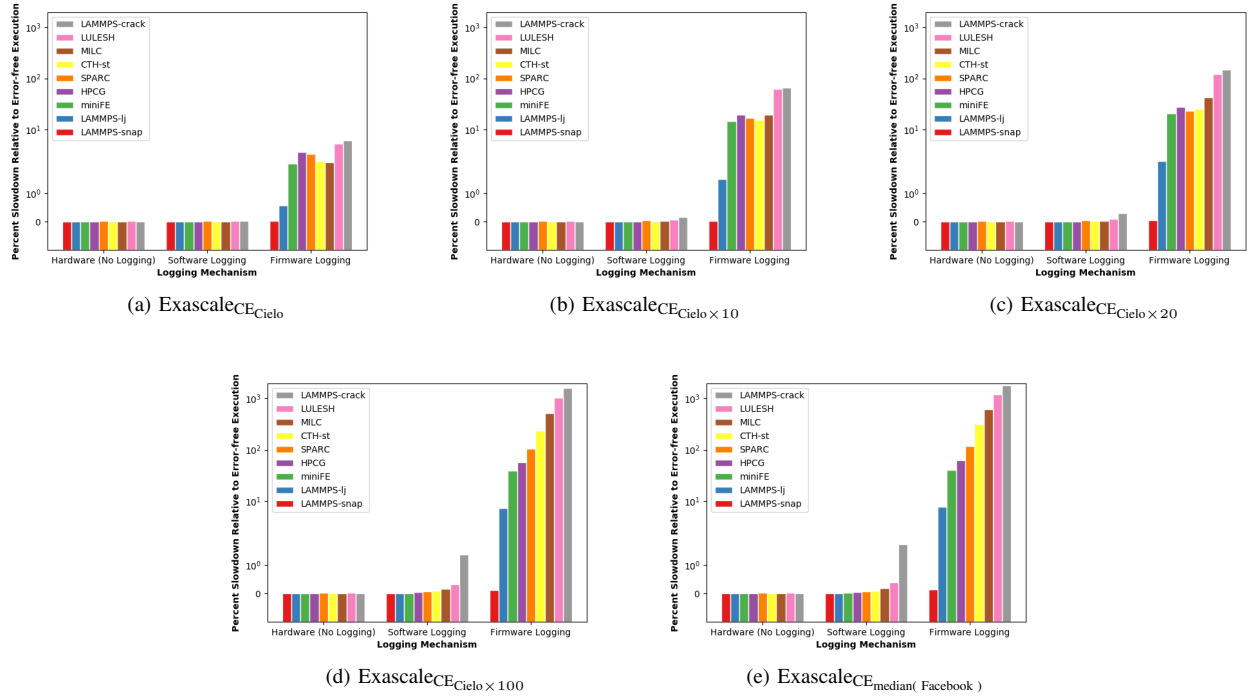 Percent Slowdown Relative to Error-free Execution
10³
10²
10¹
10⁰
0
LAMMPS-crack
LULESH
MILC
CTH-st
SPARC
HPCG
miniFE
LAMMPS-lj
LAMMPS-snap
Hardware (No Logging) Software Logging Firmware Logging
Logging Mechanism
(a) Exascale_CE_Cielo
Percent Slowdown Relative to Error-free Execution
10³
10²
10¹
10⁰
0
LAMMPS-crack
LULESH
MILC
CTH-st
SPARC
HPCG
miniFE
LAMMPS-lj
LAMMPS-snap
Hardware (No Logging) Software Logging Firmware Logging
Logging Mechanism
(b) Exascale_CE_Cielo×10
Percent Slowdown Relative to Error-free Execution
10³
10²
10¹
10⁰
0
LAMMPS-crack
LULESH
MILC
CTH-st
SPARC
HPCG
miniFE
LAMMPS-lj
LAMMPS-snap
Hardware (No Logging) Software Logging Firmware Logging
Logging Mechanism
(c) Exascale_CE_Cielo×20
Percent Slowdown Relative to Error-free Execution
10³
10²
10¹
10⁰
0
LAMMPS-crack
LULESH
MILC
CTH-st
SPARC
HPCG
miniFE
LAMMPS-lj
LAMMPS-snap
Hardware (No Logging) Software Logging Firmware Logging
Logging Mechanism
(d) Exascale_CE_Cielo×100
Percent Slowdown Relative to Error-free Execution
10³
10²
10¹
10⁰
0
LAMMPS-crack
LULESH
MILC
CTH-st
SPARC
HPCG
miniFE
LAMMPS-lj
LAMMPS-snap
Hardware (No Logging) Software Logging Firmware Logging
Logging Mechanism
(e) Exascale_CE_median( Facebook )